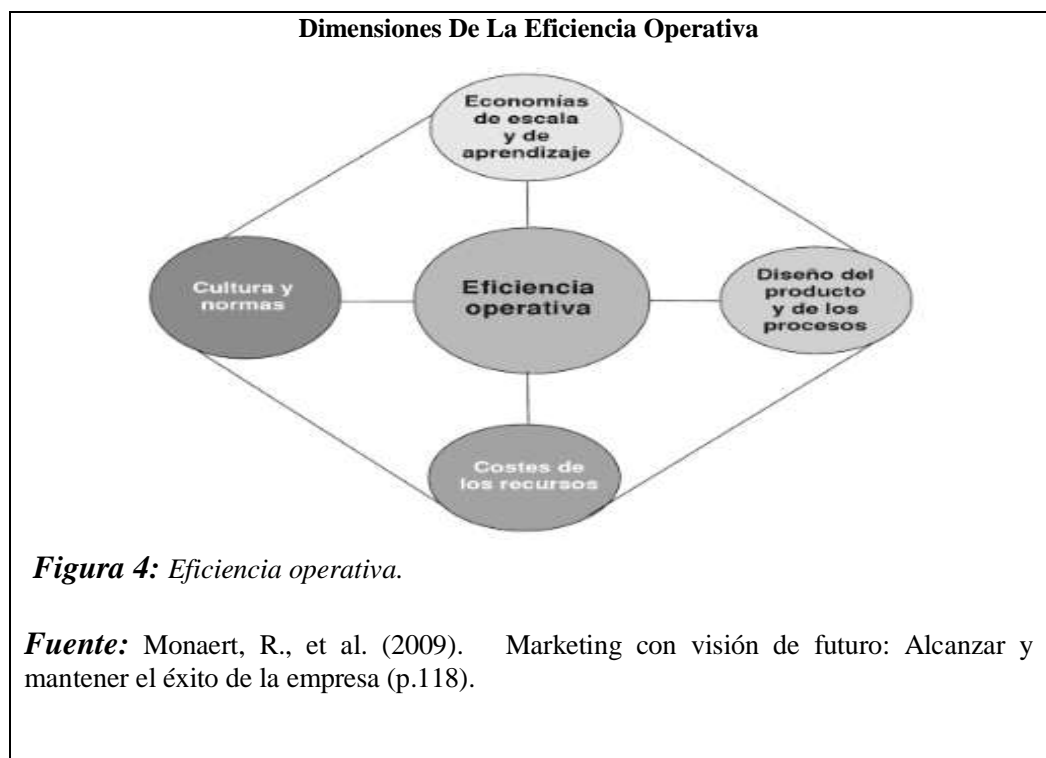 Dimensiones De La Eficiencia Operativa
Economías
de escala
y de
aprendizaje
Cultura y
normas
Eficiencia
operativa
Diseño del
producto
y de los
procesos
Costes de
los recursos
Figura 4: Eficiencia operativa.
Fuente: Monaert, R., et al. (2009). Marketing con visión de futuro: Alcanzar y
mantener el éxito de la empresa (p.118).